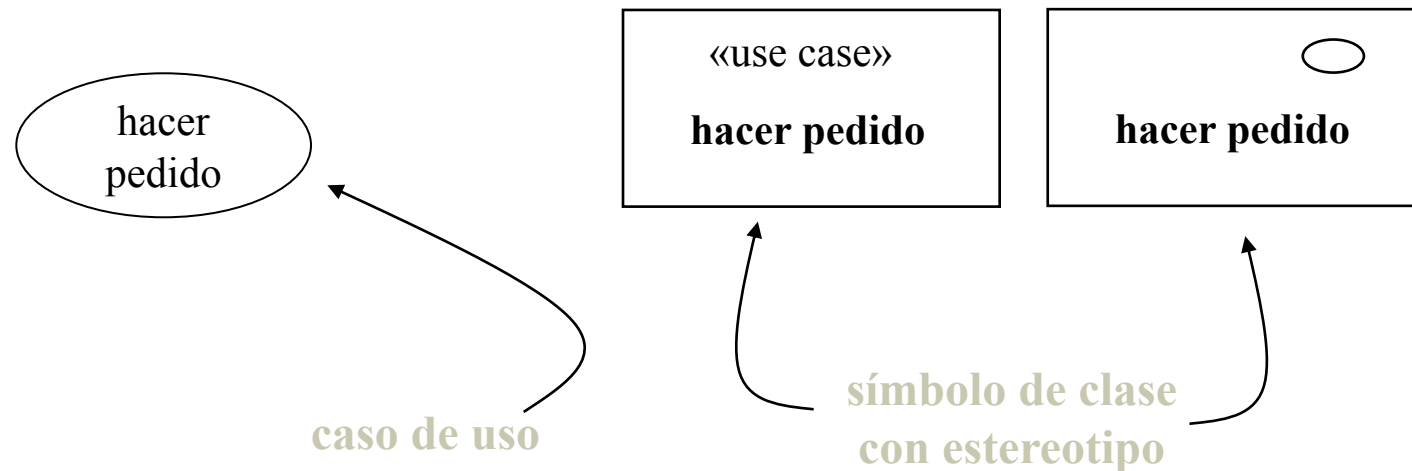 hacer
pedido
«use case»
hacer pedido
hacer pedido
caso de uso
símbolo de clase
con estereotipo